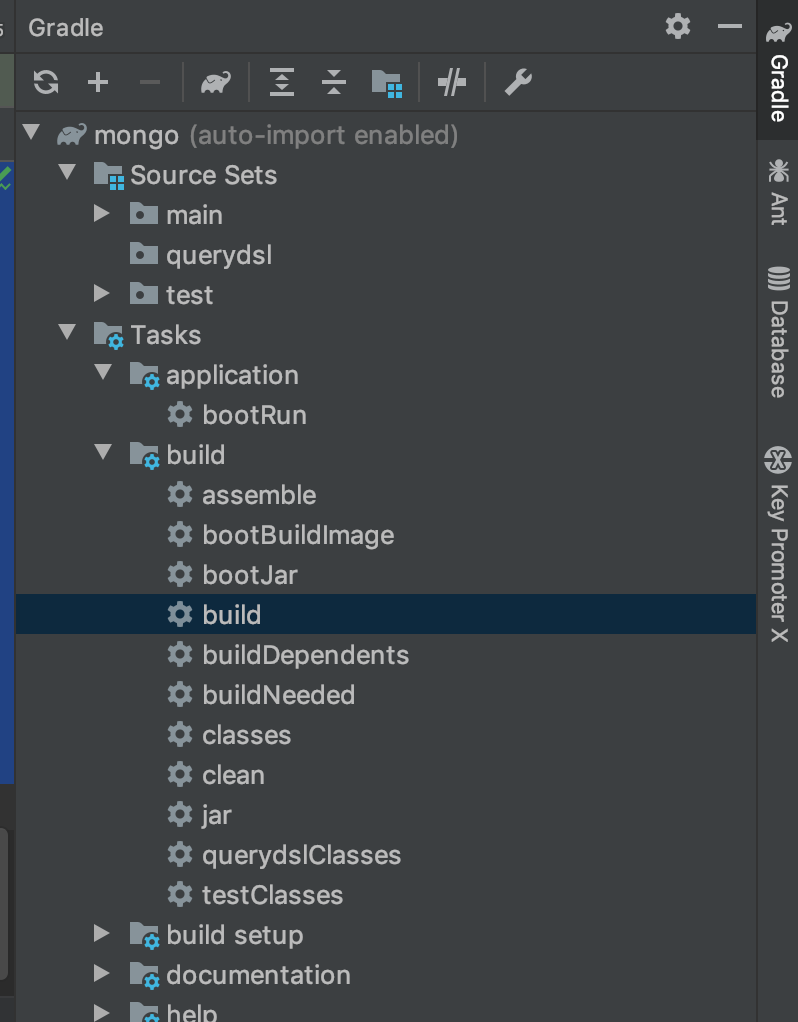 Gradle
mongo (auto-import enabled)
Source Sets
main
querydsl
test
Tasks
application
bootRun
build
assemble
bootBuildImage
bootJar
build
buildDependents
buildNeeded
classes
clean
jar
querydslClasses
testClasses
build setup
documentation
help
Gradle
Ant
Database
Key Promoter X